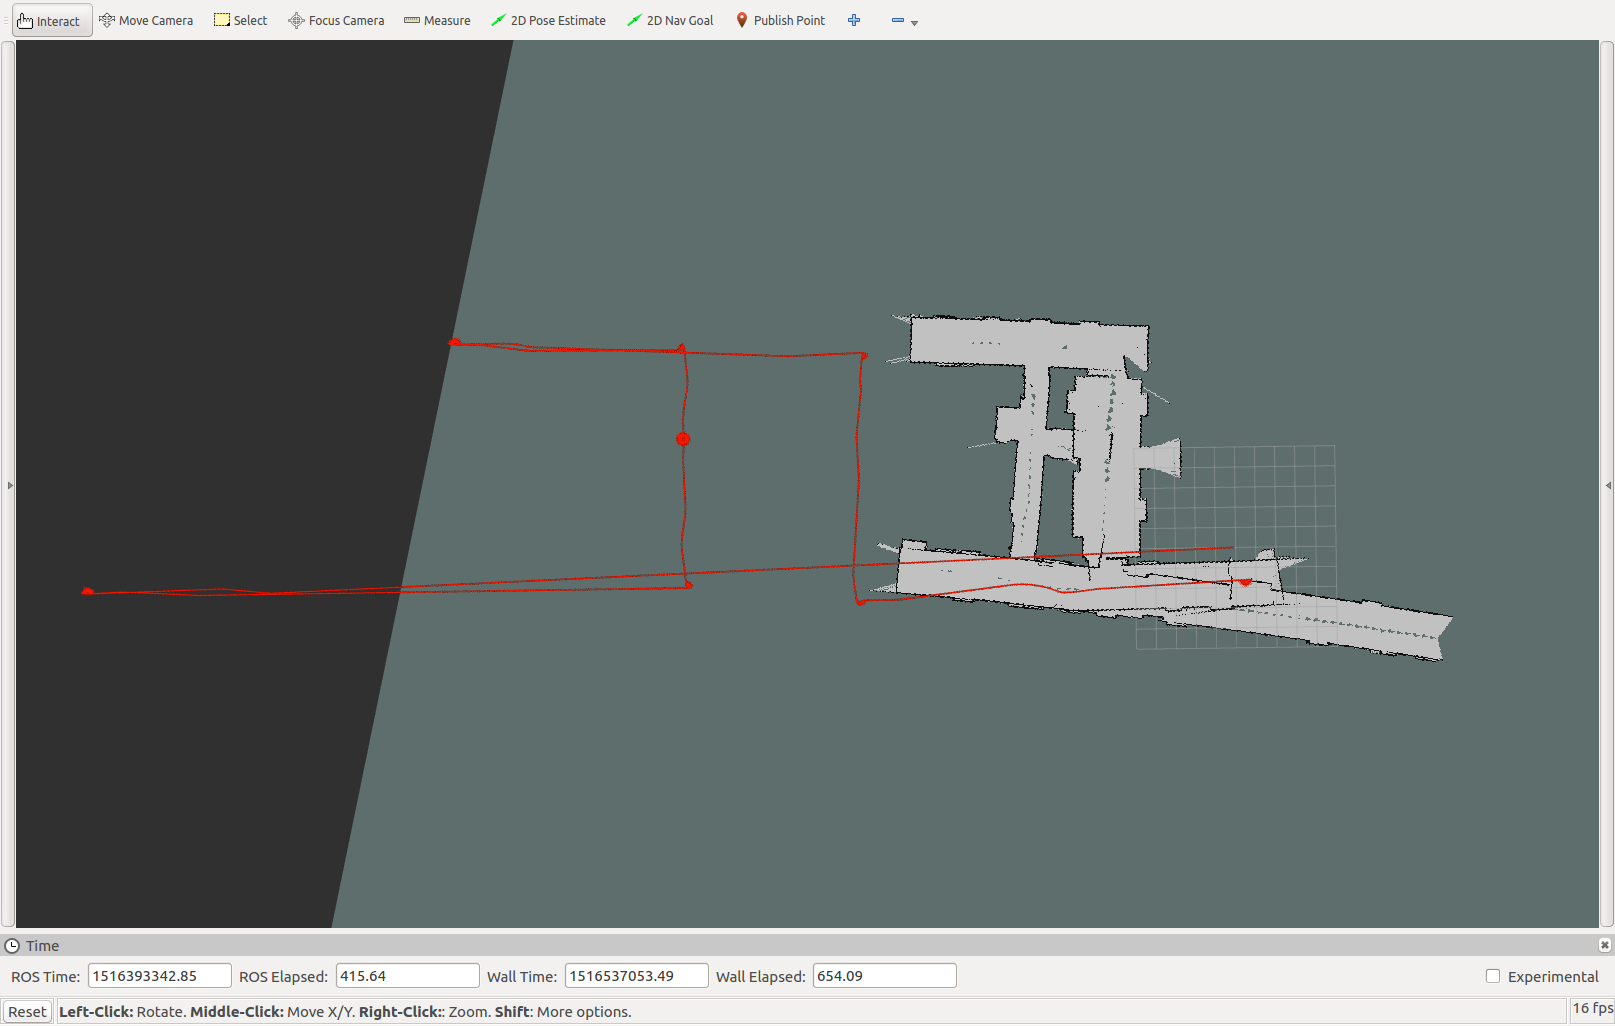 Interact Move Camera Select Focus Camera Measure 2D Pose Estimate 2D Nav Goal Publish Point
Time
ROS Time: 1516393342.85 ROS Elapsed: 415.64 Wall Time: 1516537053.49 Wall Elapsed: 654.09 Experimental
Reset Left-Click: Rotate. Middle-Click: Move X/Y. Right-Click:: Zoom. Shift: More options. 16 fps